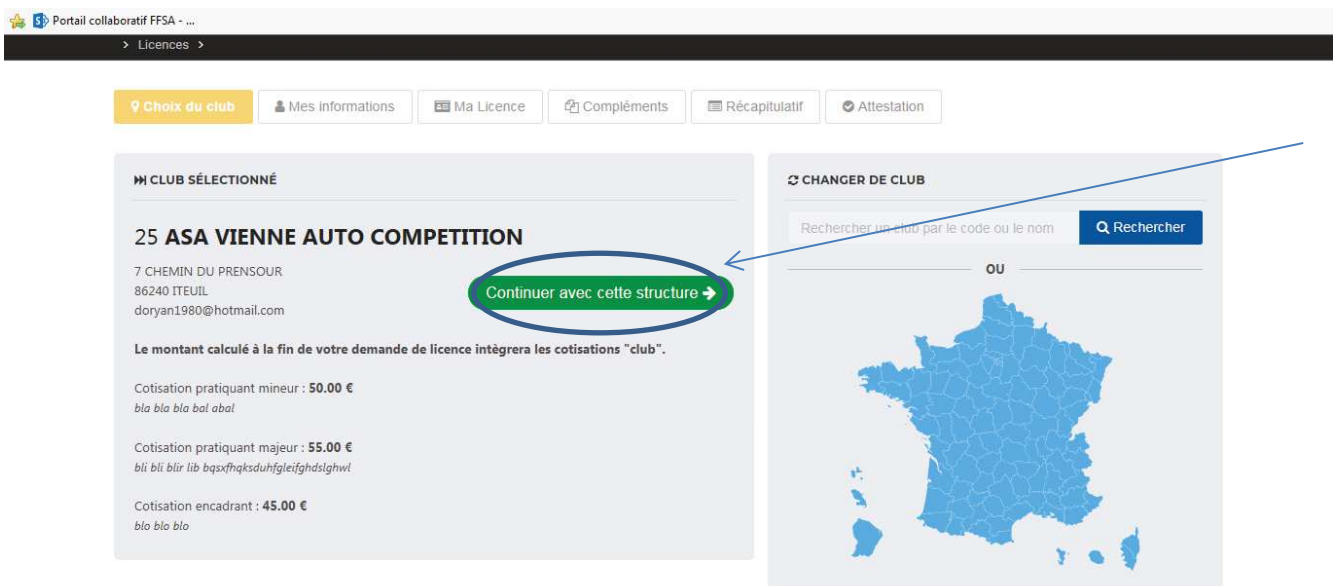 Portail collaboratif FFSA - ...
> Licences >
Choix du club
Mes informations
Ma Licence
Compléments
Récapitulatif
Attestation
CLUB SÉLECTIONNÉ
25 ASA VIENNE AUTO COMPETITION
7 CHEMIN DU PRENSOUR
86240 ITEUIL
doryan1980@hotmail.com
Continuer avec cette structure
Le montant calculé à la fin de votre demande de licence intègrera les cotisations "club".
Cotisation pratiquant mineur : 50.00 €
bla bla bla bal abal
Cotisation pratiquant majeur : 55.00 €
bli bli blir lib bqsxfhqksduhfgleifghdslghwl
Cotisation encadrant : 45.00 €
blo blo blo
CHANGER DE CLUB
Rechercher un club par le code ou le nom
Rechercher
OU